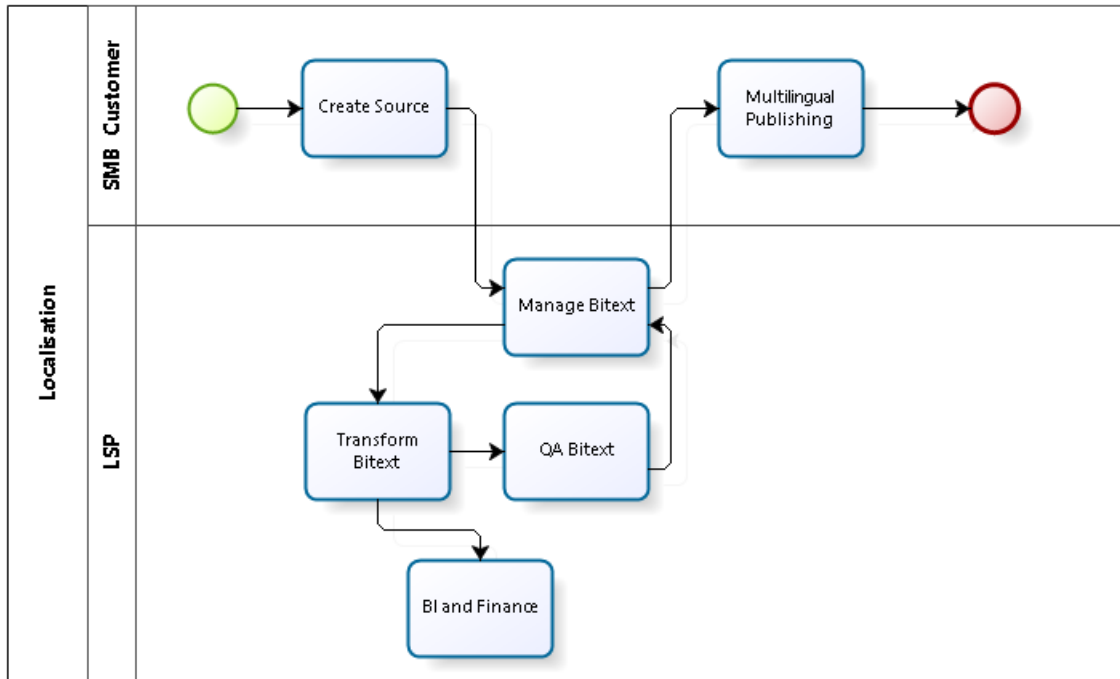 Localisation
SMB Customer
LSP
Create Source
Multilingual
Publishing
Manage Bitext
Transform
Bitext
QA Bitext
BI and Finance